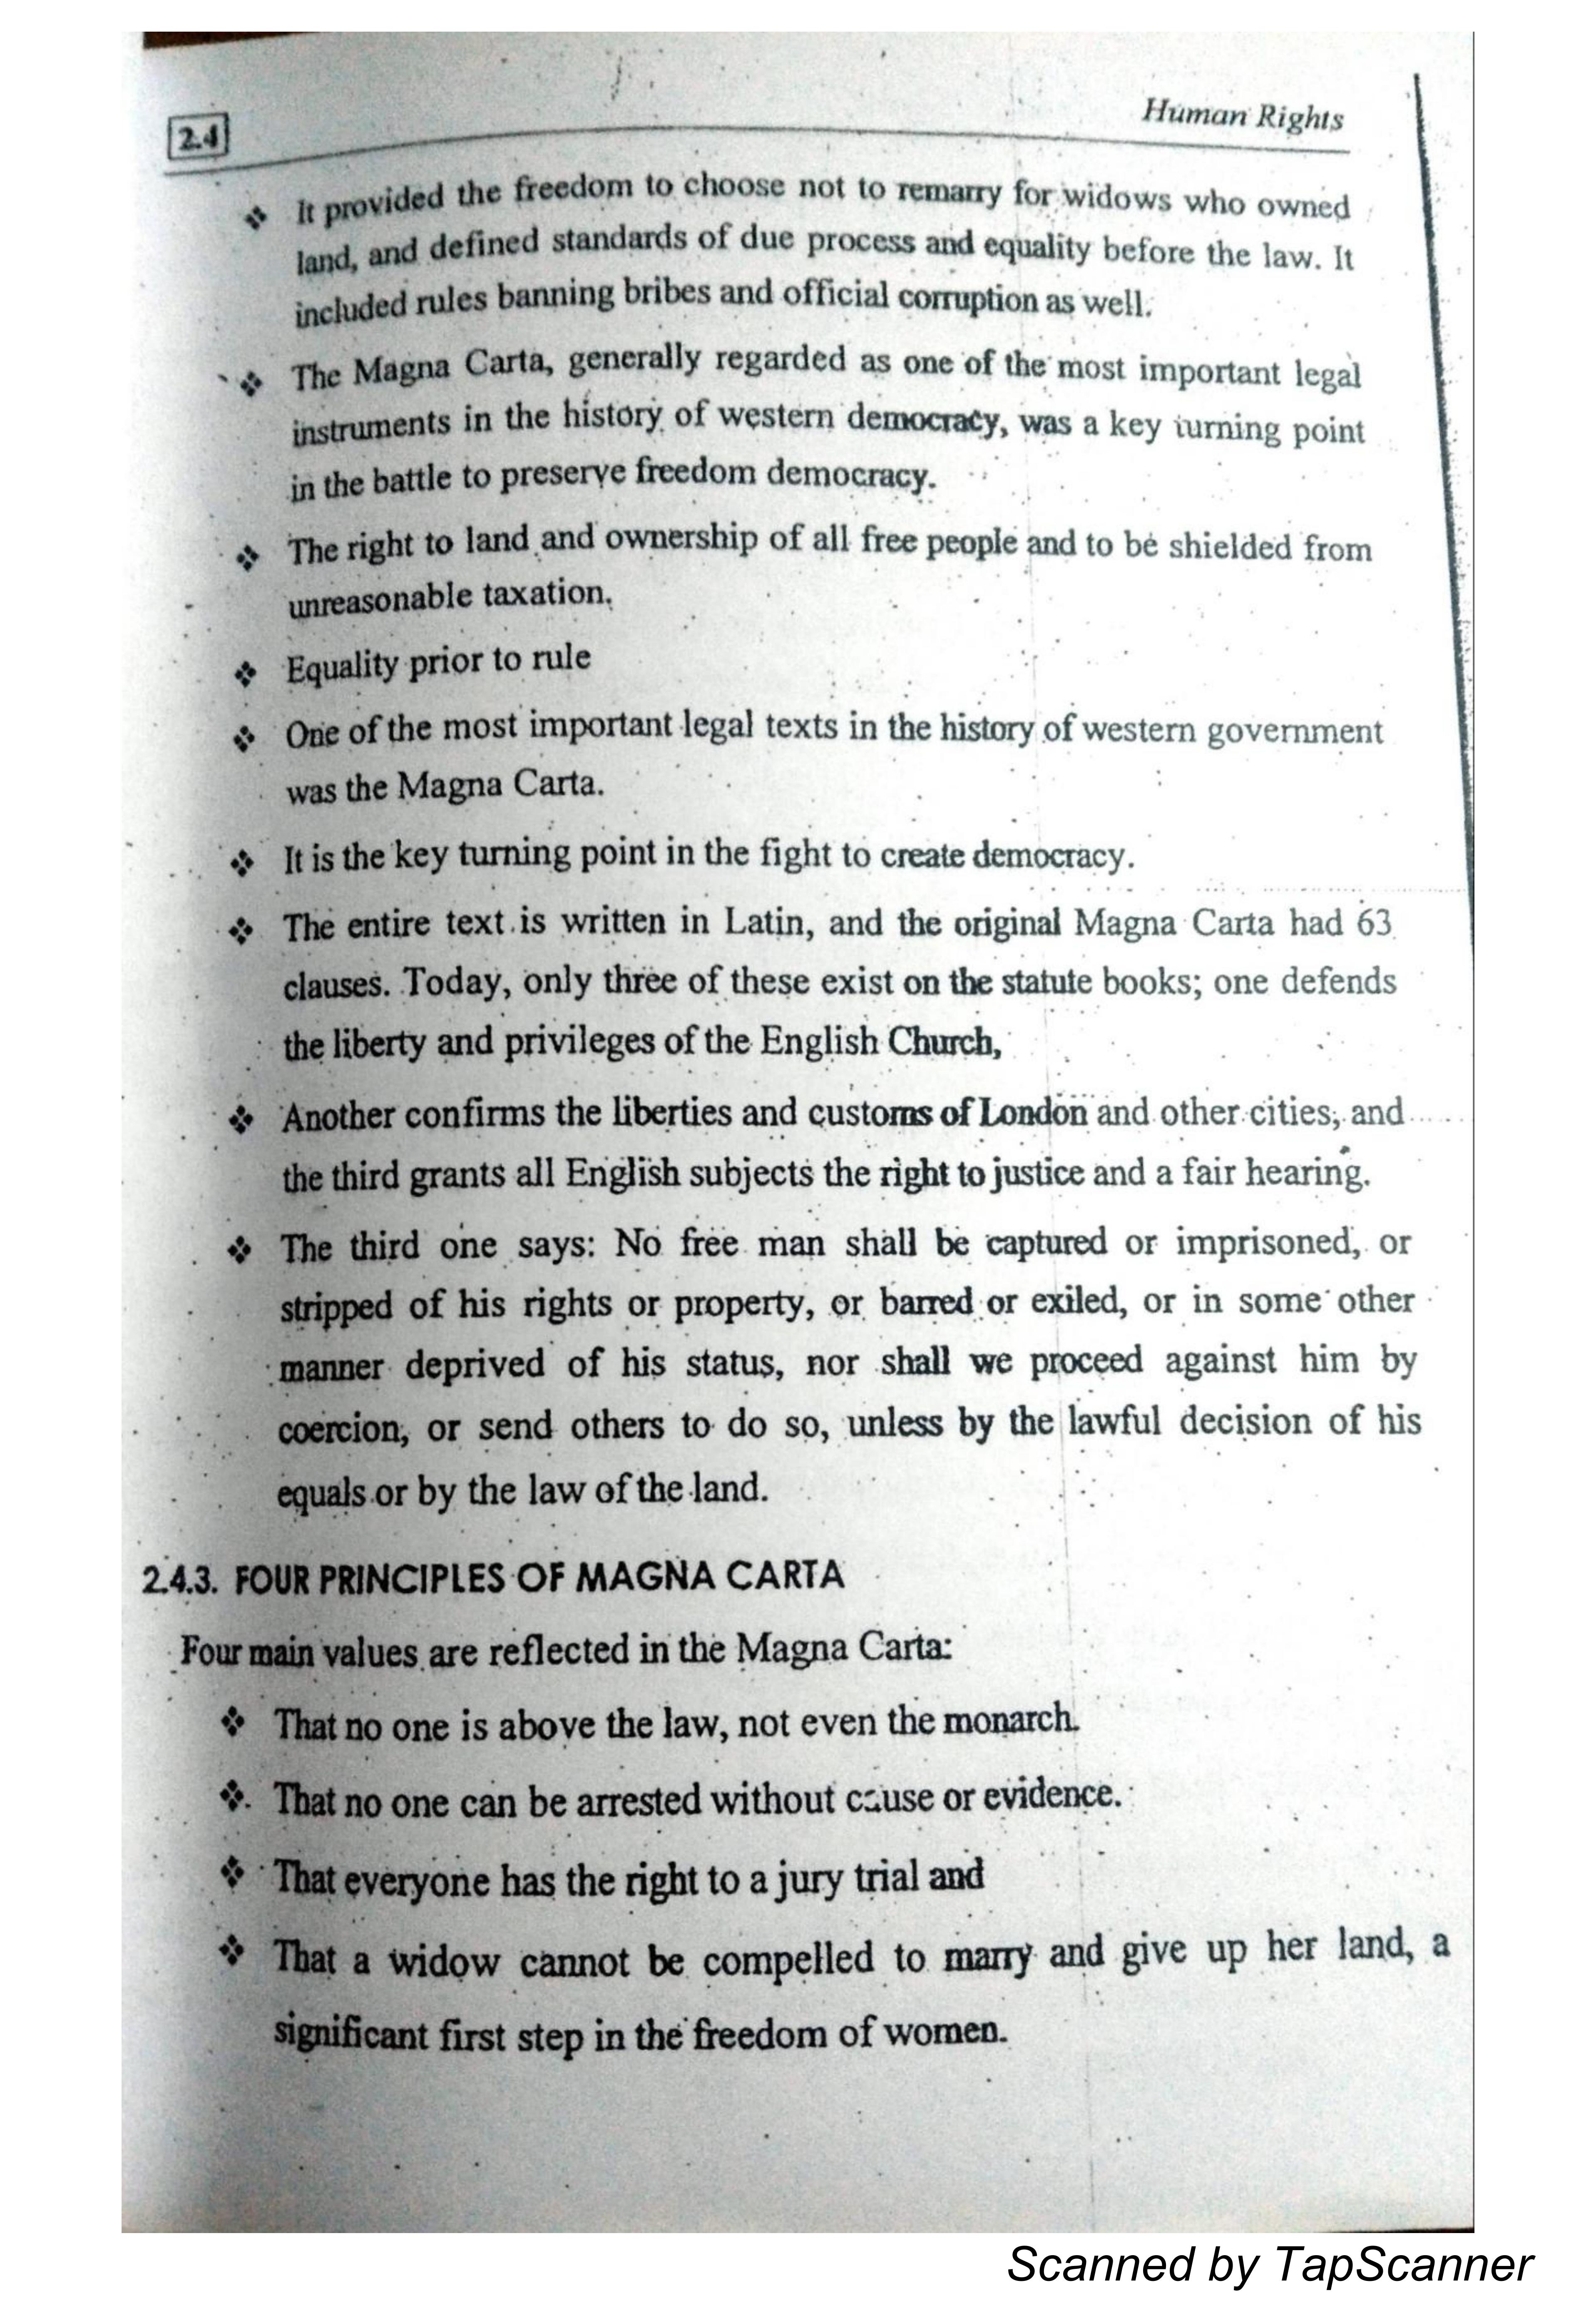 2.4
Human Rights
❖ It provided the freedom to choose not to remarry for widows who owned
land, and defined standards of due process and equality before the law. It
included rules banning bribes and official corruption as well.
❖ The Magna Carta, generally regarded as one of the most important legal
instruments in the history of western democracy, was a key turning point
in the battle to preserve freedom democracy.
❖ The right to land and ownership of all free people and to be shielded from
unreasonable taxation.
❖ Equality prior to rule
❖ One of the most important legal texts in the history of western government
was the Magna Carta.
❖ It is the key turning point in the fight to create democracy.
❖ The entire text is written in Latin, and the original Magna Carta had 63
clauses. Today, only three of these exist on the statute books; one defends
the liberty and privileges of the English Church,
❖ Another confirms the liberties and customs of London and other cities, and
the third grants all English subjects the right to justice and a fair hearing.
❖ The third one says: No free man shall be captured or imprisoned, or
stripped of his rights or property, or barred or exiled, or in some other
manner deprived of his status, nor shall we proceed against him by
coercion, or send others to do so, unless by the lawful decision of his
equals or by the law of the land.
2.4.3. FOUR PRINCIPLES OF MAGNA CARTA
Four main values are reflected in the Magna Carta:
❖ That no one is above the law, not even the monarch.
❖ That no one can be arrested without cause or evidence.
❖ That everyone has the right to a jury trial and
❖ That a widow cannot be compelled to marry and give up her land, a
significant first step in the freedom of women.
Scanned by TapScanner